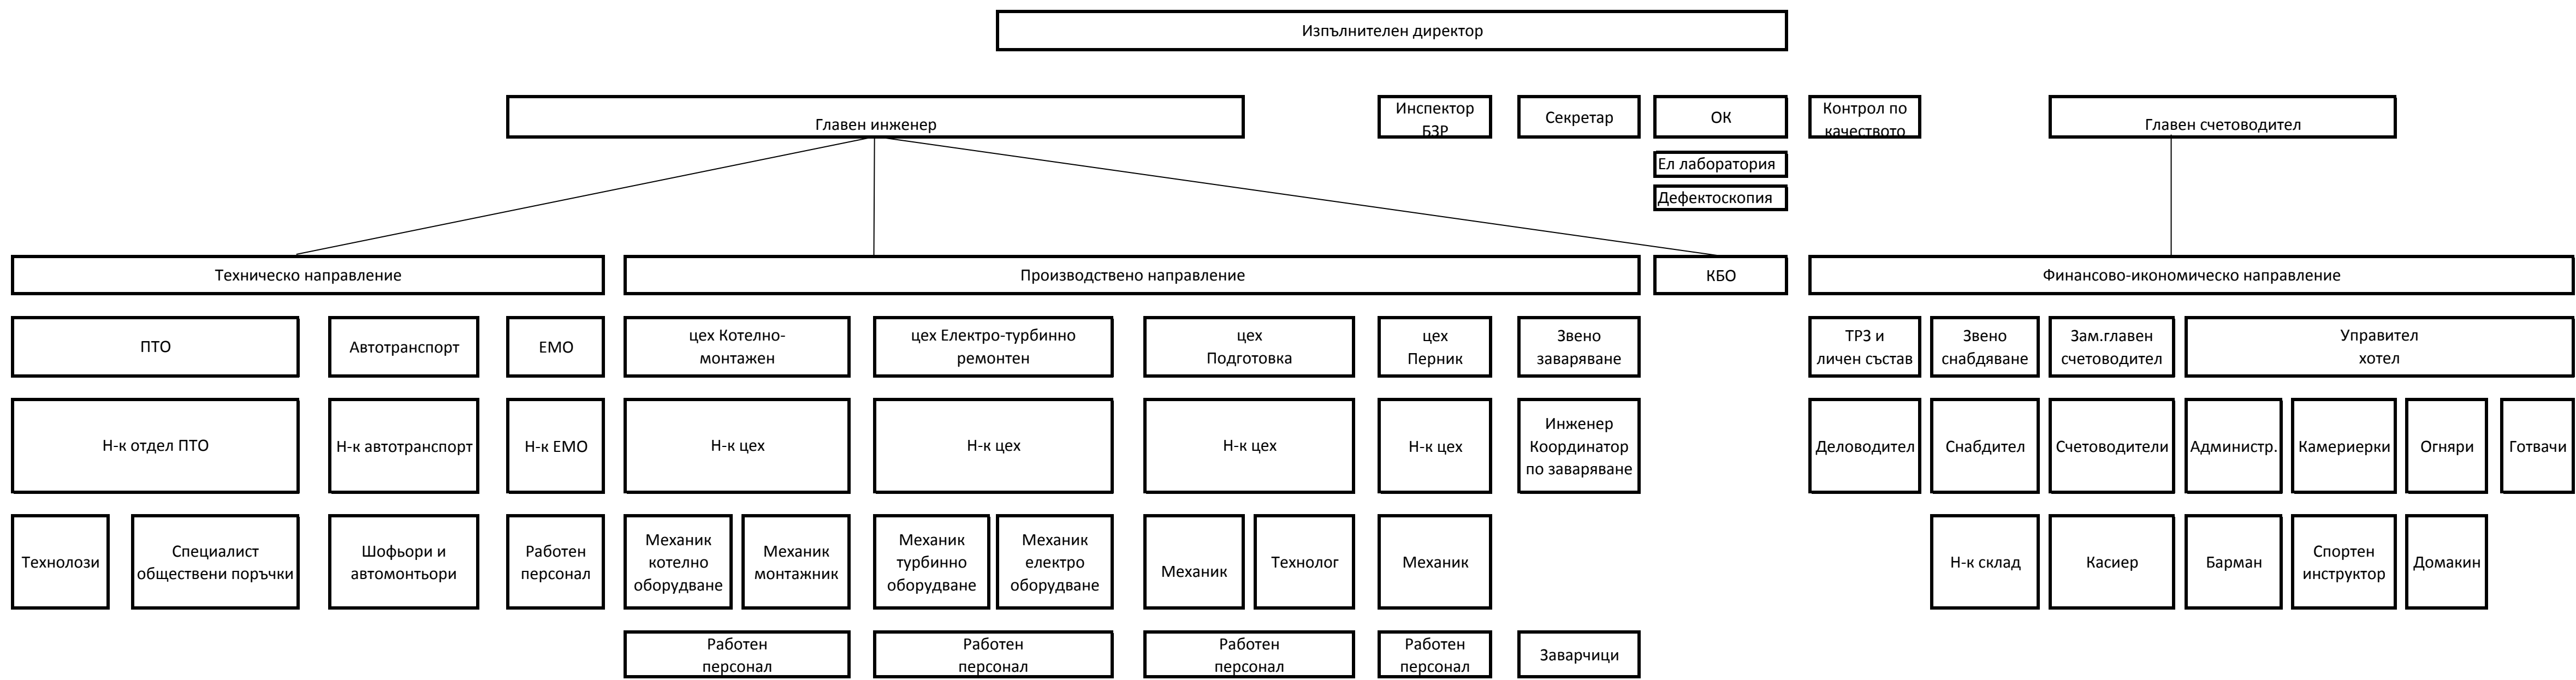 Изпълнителен директор
Главен инженер
Инспектор
БЗР
Секретар
ОК
Контрол по
качеството
Главен счетоводител
Ел лаборатория
Дефектоскопия
Техническо направление
Производствено направление
КБО
Финансово-икономическо направление
ПТО
Автотранспорт
ЕМО
цех Котелно-
монтажен
цех Електро-турбинно
ремонтен
цех
Подготовка
цех
Перник
Звено
заваряване
ТРЗ и
личен състав
Звено
снабдяване
Зам.главен
счетоводител
Управител
хотел
Н-к отдел ПТО
Н-к автотранспорт
Н-к ЕМО
Н-к цех
Н-к цех
Н-к цех
Н-к цех
Инженер
Координатор
по заваряване
Деловодител
Снабдител
Счетоводители
Администр.
Камериерки
Огняри
Готвачи
Технолози
Специалист
обществени поръчки
Шофьори и
автомонтьори
Работен
персонал
Механик
котелно
оборудване
Механик
монтажник
Механик
турбинно
оборудване
Механик
електро
оборудване
Механик
Технолог
Механик
Н-к склад
Касиер
Барман
Спортен
инструктор
Домакин
Работен
персонал
Работен
персонал
Работен
персонал
Работен
персонал
Заварчици